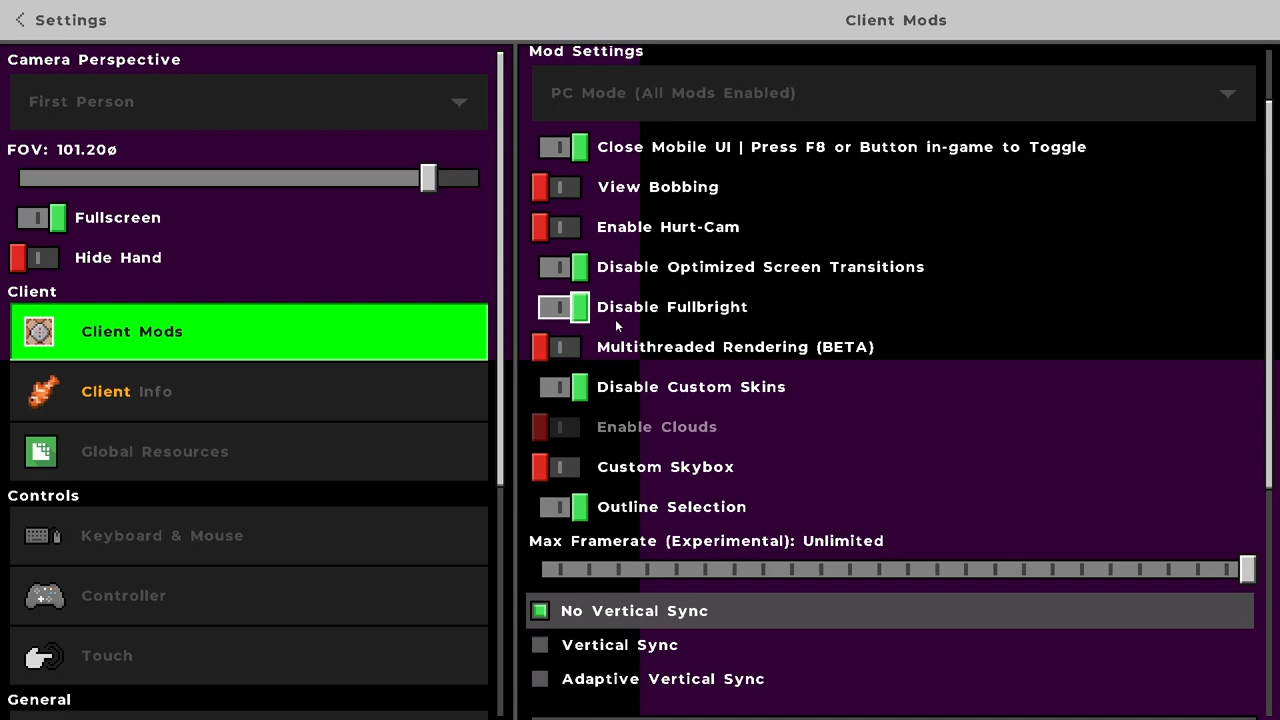 Settings
Client Mods
Camera Perspective
First Person
FOV: 101.20ø
Fullscreen
Hide Hand
Client
Client Mods
Client Info
Global Resources
Controls
Keyboard & Mouse
Controller
Touch
General
Mod Settings
PC Mode (All Mods Enabled)
Close Mobile UI | Press F8 or Button in-game to Toggle
View Bobbing
Enable Hurt-Cam
Disable Optimized Screen Transitions
Disable Fullbright
Multithreaded Rendering (BETA)
Disable Custom Skins
Enable Clouds
Custom Skybox
Outline Selection
Max Framerate (Experimental): Unlimited
No Vertical Sync
Vertical Sync
Adaptive Vertical Sync